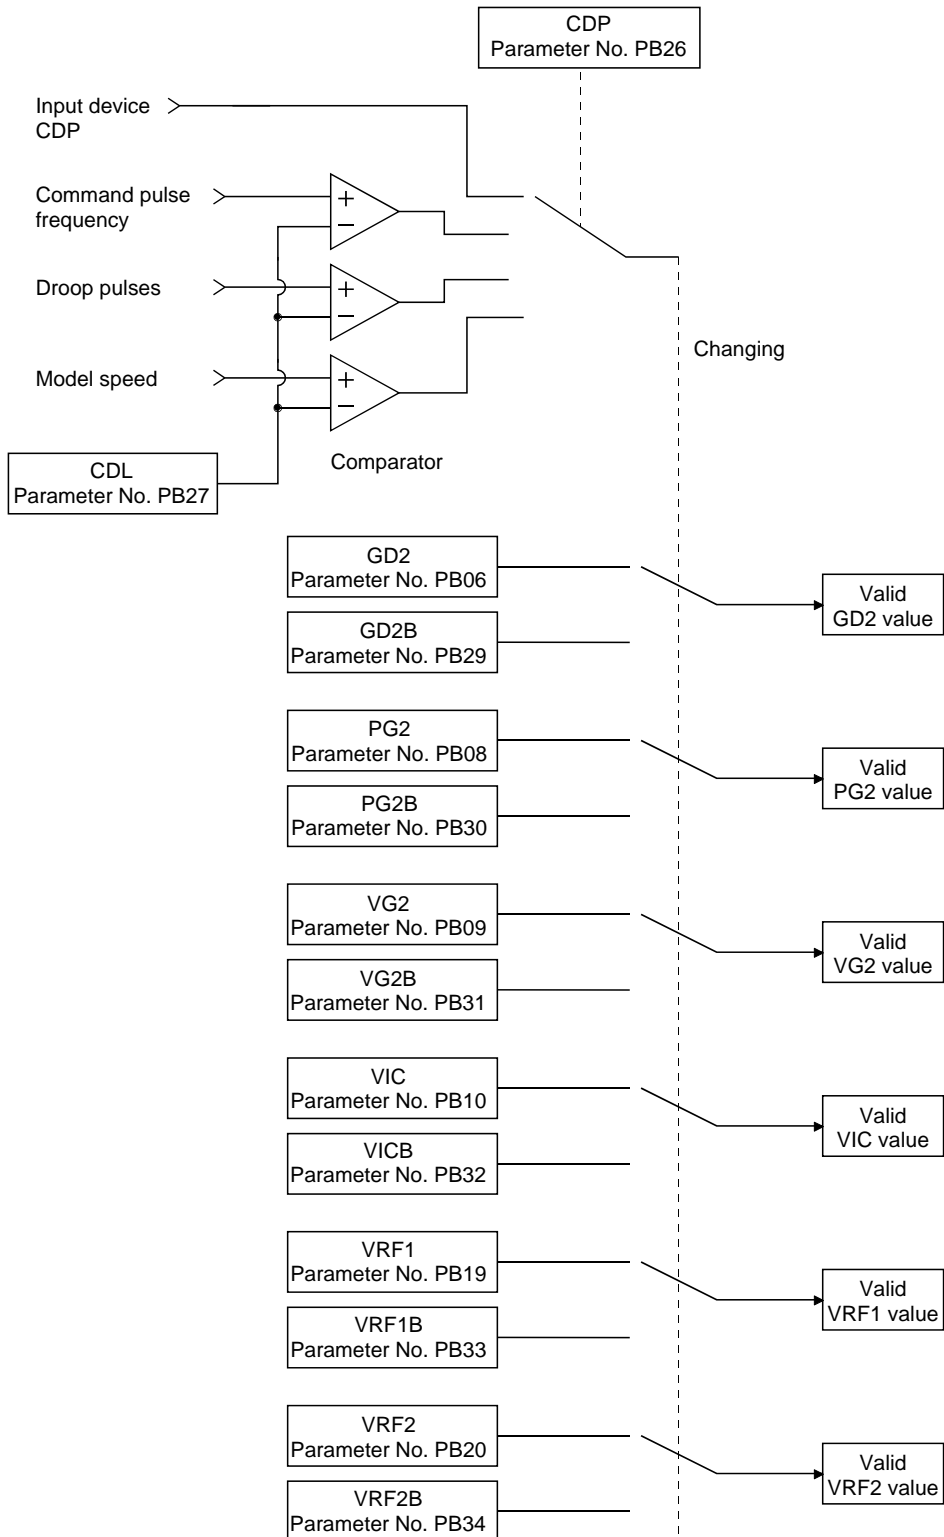 CDP
Parameter No. PB26
Input device
CDP
Command pulse
frequency
+
−
Droop pulses
+
−
Changing
Model speed
+
−
Comparator
CDL
Parameter No. PB27
GD2
Parameter No. PB06
Valid
GD2 value
GD2B
Parameter No. PB29
PG2
Parameter No. PB08
Valid
PG2 value
PG2B
Parameter No. PB30
VG2
Parameter No. PB09
Valid
VG2 value
VG2B
Parameter No. PB31
VIC
Parameter No. PB10
Valid
VIC value
VICB
Parameter No. PB32
VRF1
Parameter No. PB19
Valid
VRF1 value
VRF1B
Parameter No. PB33
VRF2
Parameter No. PB20
Valid
VRF2 value
VRF2B
Parameter No. PB34